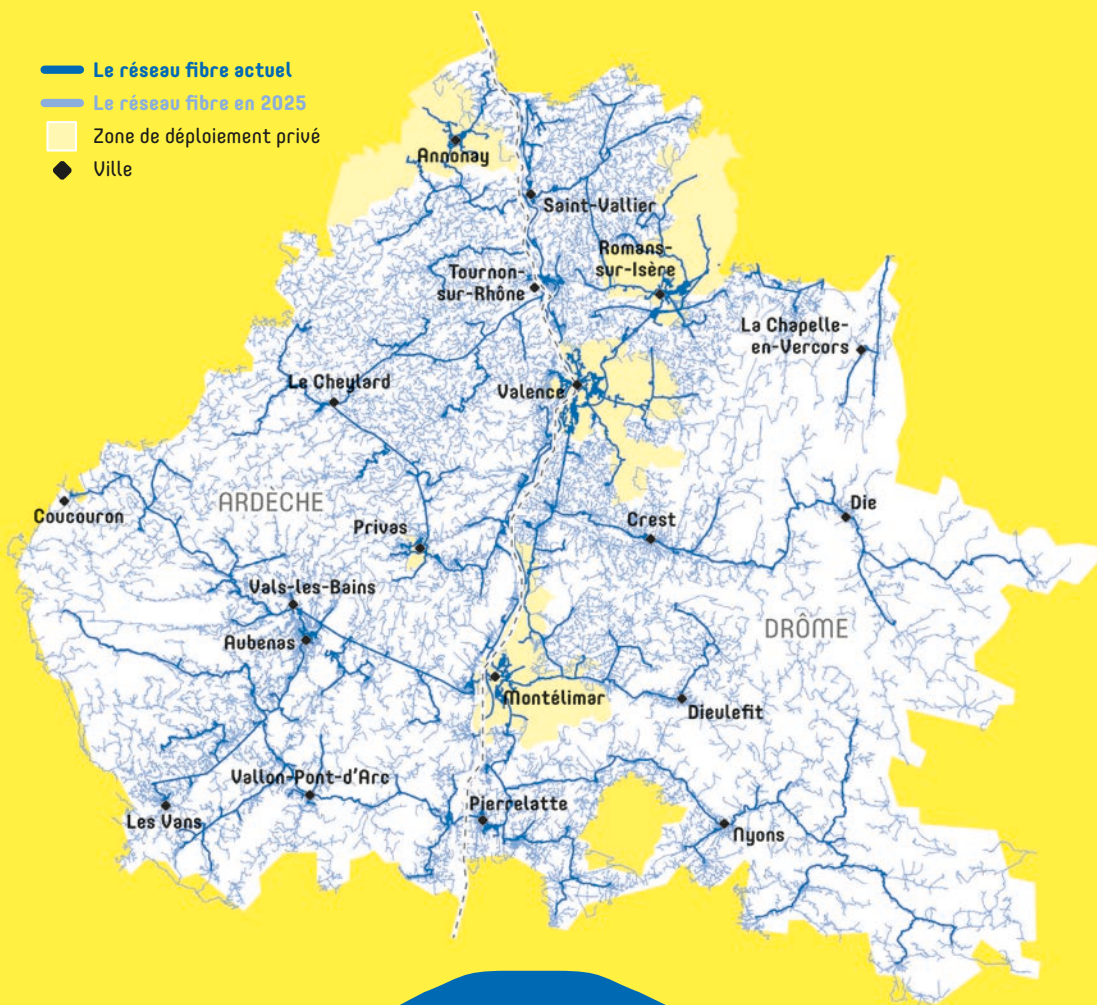 Le réseau fibre actuel
Le réseau fibre en 2025
Zone de déploiement privé
Ville
Annonay
Saint-Vallier
Romans-
sur-Isère
Tournon-
sur-Rhône
La Chapelle-
en-Vercors
Le Cheylard
Valence
ARDÈCHE
Coucouron
Die
Crest
Privas
Vals-les-Bains
DRÔME
Aubenas
Montélimar
Dieulefit
Vallon-Pont-d'Arc
Pierrelatte
Les Vans
Nyons